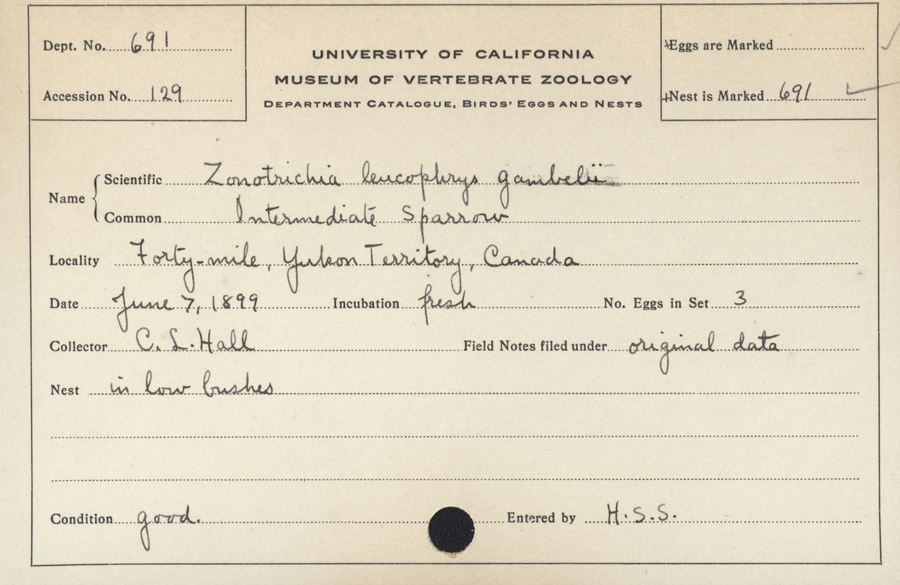 Dept. No. 691
UNIVERSITY OF CALIFORNIA
MUSEUM OF VERTEBRATE ZOOLOGY
DEPARTMENT CATALOGUE, BIRDS' EGGS AND NESTS
Accession No. 129
Eggs are Marked
Nest is Marked 691
Name
Scientific Zonotrichia leucophrys gambelii
Common Intermediate Sparrow
Locality Forty-mile, Yukon Territory, Canada
Date June 7, 1899 Incubation fresh No. Eggs in Set 3
Collector C. L. Hall Field Notes filed under original data
Nest in low bushes
Condition good. Entered by H.S.S.